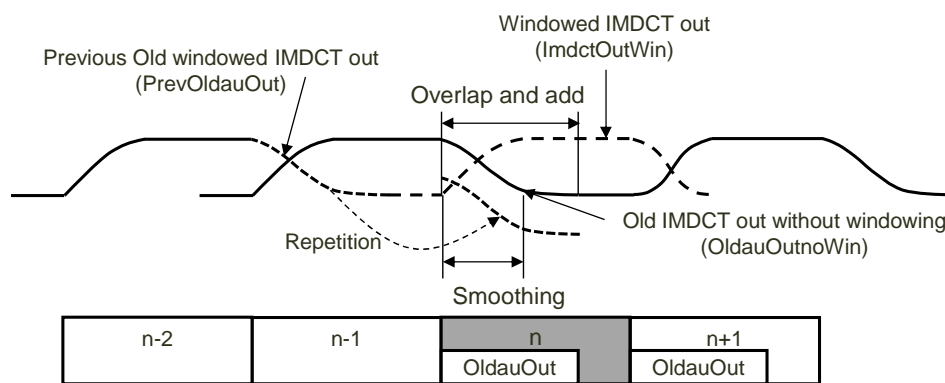 Windowed IMDCT out
(ImdctOutWin)
Previous Old windowed IMDCT out
(PrevOldauOut)
Overlap and add
Old IMDCT out without windowing
(OldauOutnoWin)
Repetition
Smoothing
n-2
n-1
n
n+1
OldauOut
OldauOut